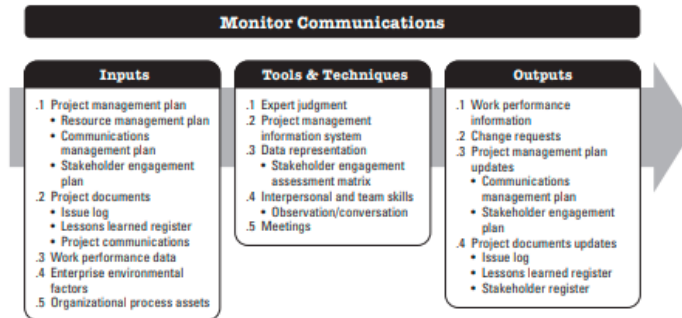 Monitor Communications
Inputs
.1 Project management plan
• Resource management plan
• Communications
management plan
• Stakeholder engagement
plan
.2 Project documents
• Issue log
• Lessons learned register
• Project communications
.3 Work performance data
.4 Enterprise environmental
factors
.5 Organizational process assets
Tools & Techniques
.1 Expert judgment
.2 Project management
information system
.3 Data representation
• Stakeholder engagement
assessment matrix
.4 Interpersonal and team skills
• Observation/conversation
.5 Meetings
Outputs
.1 Work performance
information
.2 Change requests
.3 Project management plan
updates
• Communications
management plan
• Stakeholder engagement
plan
.4 Project documents updates
• Issue log
• Lessons learned register
• Stakeholder register